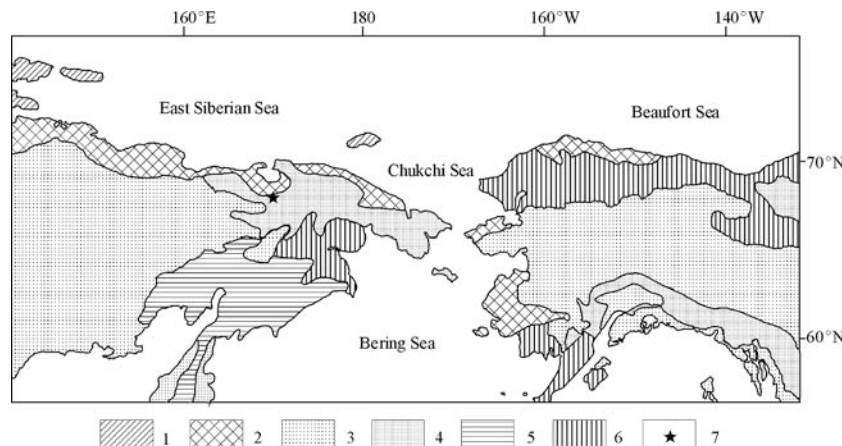 160°E 180 160°W 140°W
East Siberian Sea Beaufort Sea
Chukchi Sea 70°N
Bering Sea 60°N
1 2 3 4 5 6 7